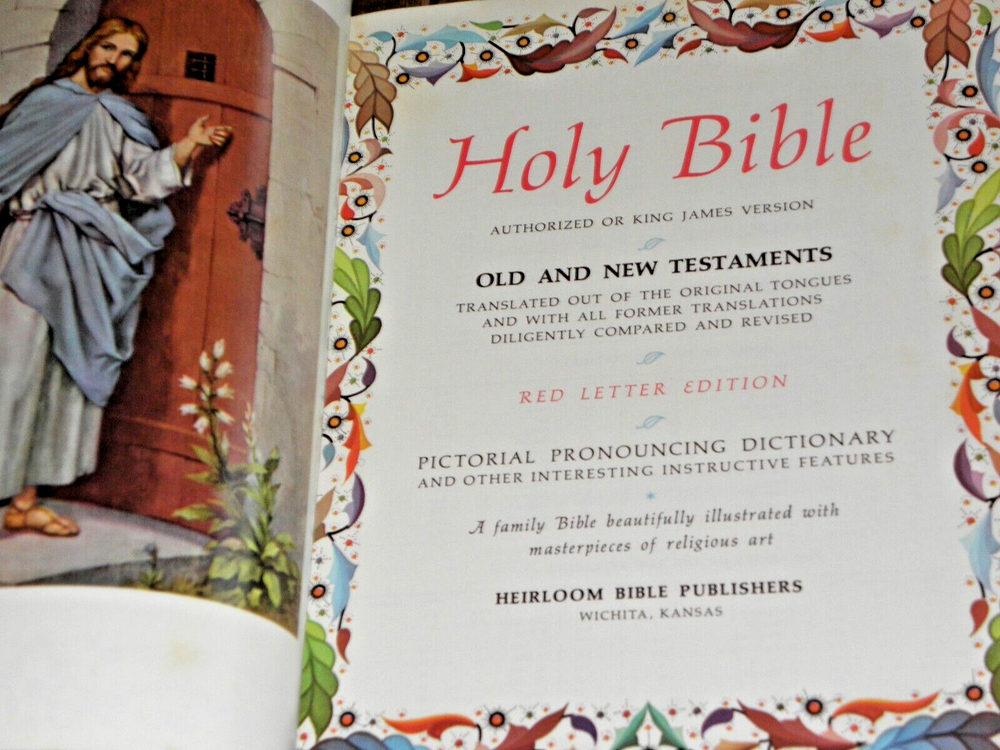 Holy Bible
AUTHORIZED OR KING JAMES VERSION
OLD AND NEW TESTAMENTS
TRANSLATED OUT OF THE ORIGINAL TONGUES
AND WITH ALL FORMER TRANSLATIONS
DILIGENTLY COMPARED AND REVISED
RED LETTER EDITION
PICTORIAL PRONOUNCING DICTIONARY
AND OTHER INTERESTING INSTRUCTIVE FEATURES
A family Bible beautifully illustrated with
masterpieces of religious art
HEIRLOOM BIBLE PUBLISHERS
WICHITA, KANSAS